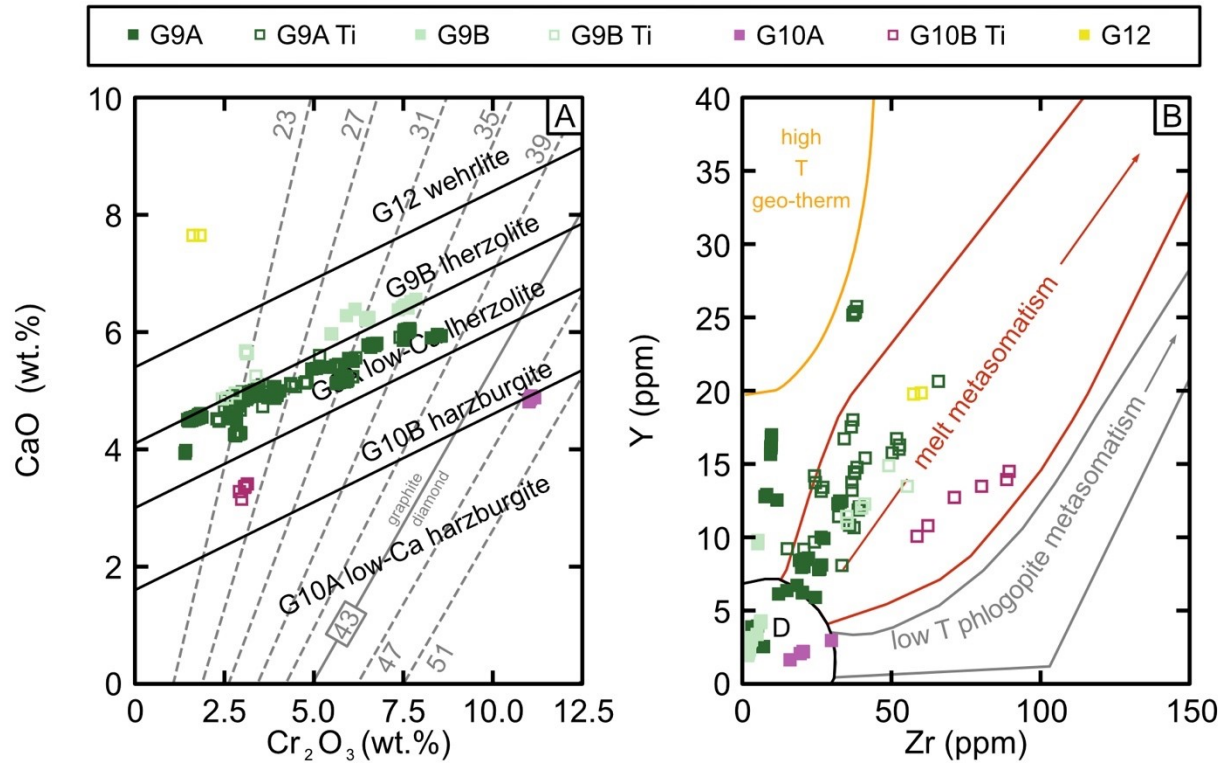 G9A G9A Ti G9B G9B Ti G10A G10B Ti G12
A
10
8
6
4
2
0
CaO (wt.%)
0 2.5 5.0 7.5 10.0 12.5
Cr₂O₃ (wt.%)
23
27
31
35
39
G12 wehrlite
G9B lherzolite
low-Ca lherzolite
G10B harzburgite
G10A low-Ca harzburgite
graphite
diamond
43
47
51
B
40
35
30
25
20
15
10
5
0
Y (ppm)
0 50 100 150
Zr (ppm)
high
T
geo-therm
melt metasomatism
low T phlogopite metasomatism
D